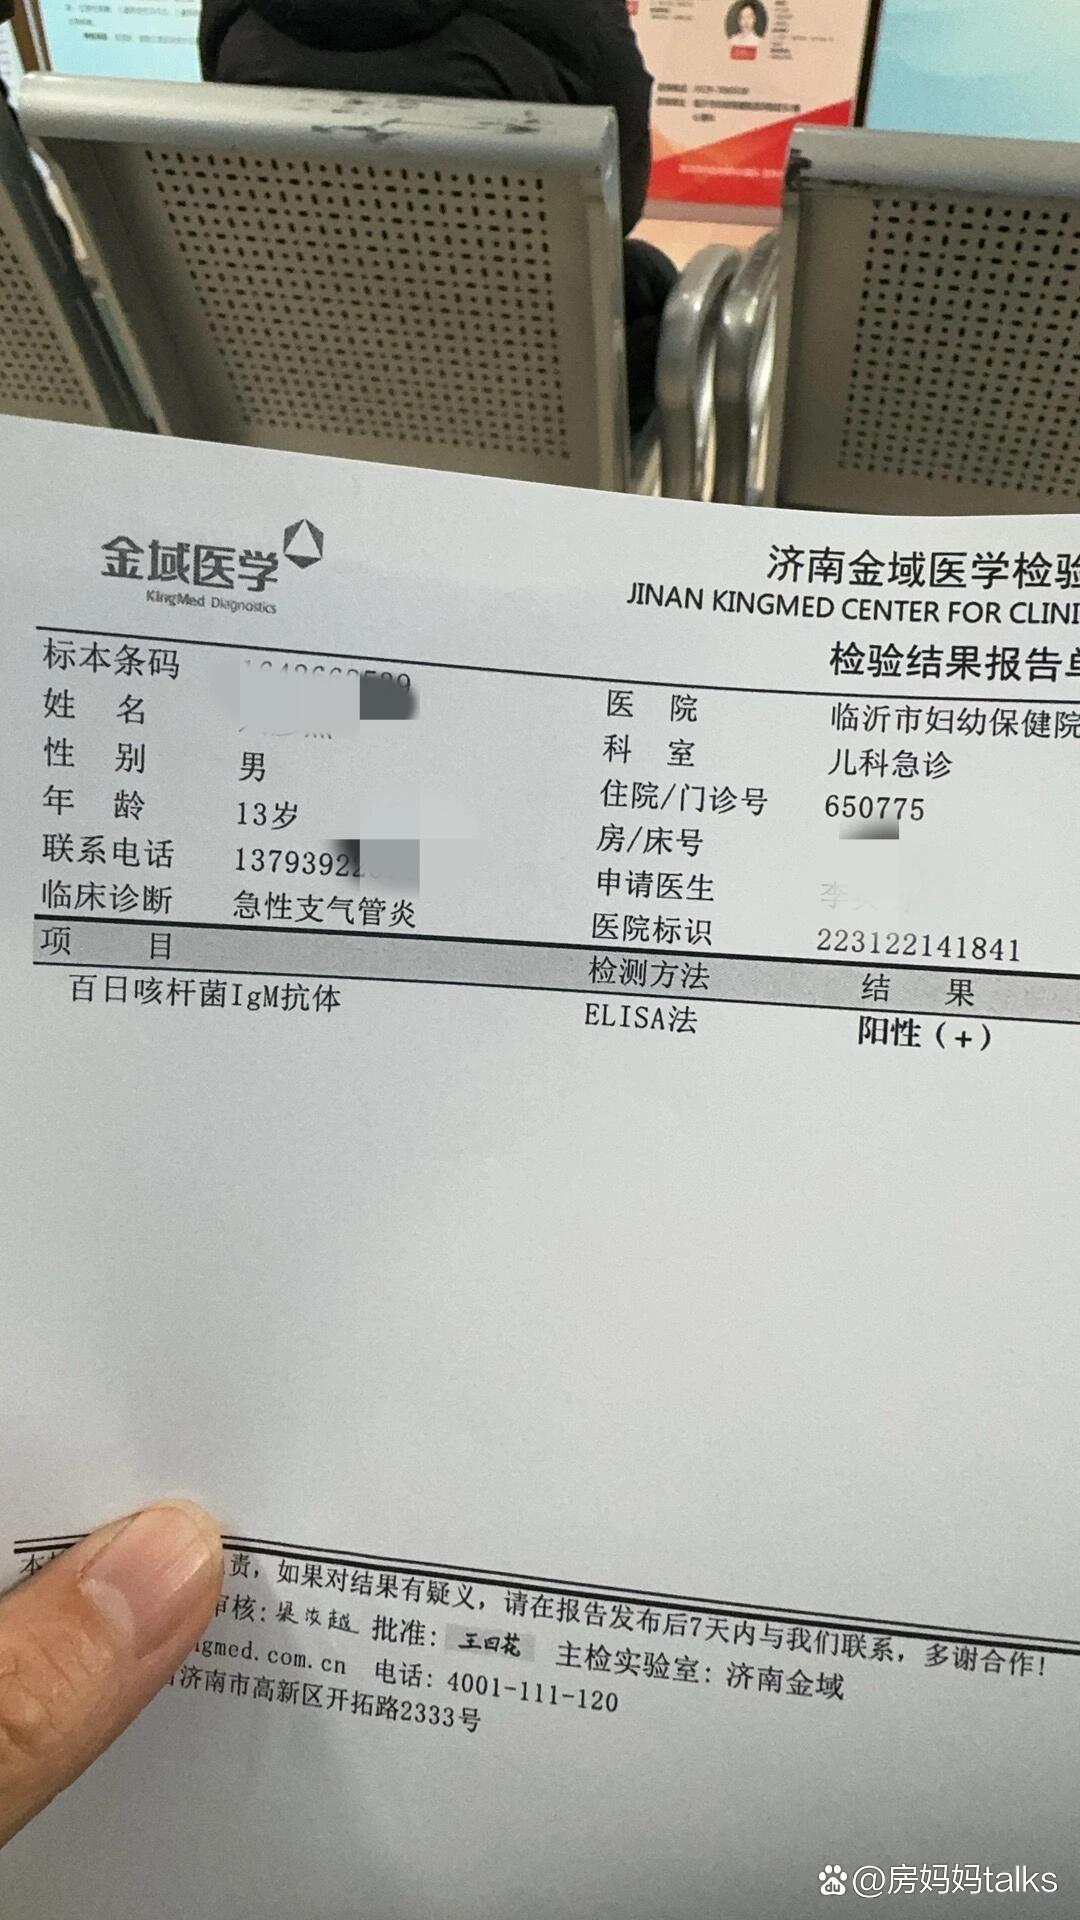 金域医学
KingMed Diagnostics
济南金域医学检验
JINAN KINGMED CENTER FOR CLINI
检验结果报告单
标本条码
姓 名
性 别 男
年 龄 13岁
联系电话 13793922
临床诊断 急性支气管炎
医 院 临沂市妇幼保健院
科 室 儿科急诊
住院/门诊号 650775
房/床号
申请医生 李
医院标识 223122141841
项 目 检测方法 结 果
百日咳杆菌IgM抗体 ELISA法 阳性(+)
责，如果对结果有疑义，请在报告发布后7天内与我们联系，多谢合作！
审核: 批准: 主检实验室: 济南金域
ngmed.com.cn 电话: 4001-111-120
济南市高新区开拓路2333号
du @房妈妈talks